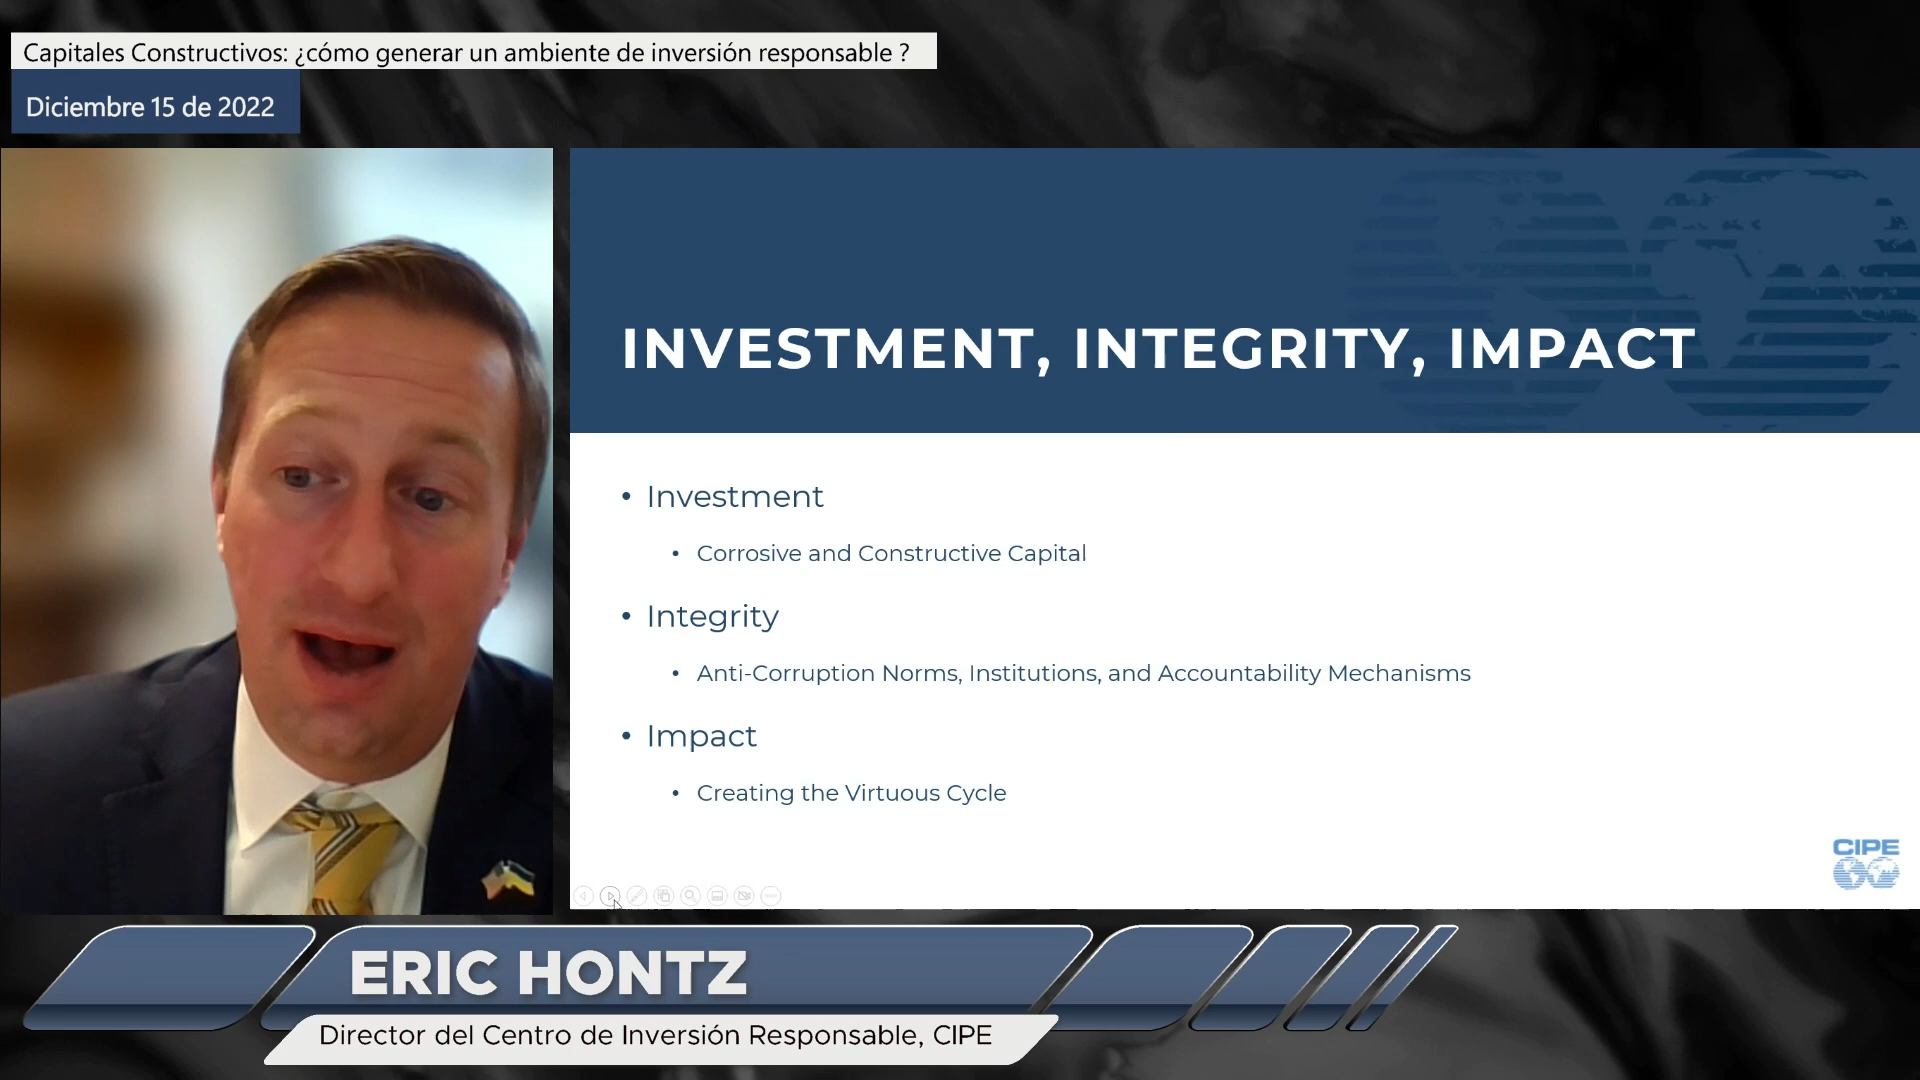 Capitales Constructivos: ¿cómo generar un ambiente de inversión responsable ?
Diciembre 15 de 2022
INVESTMENT, INTEGRITY, IMPACT
• Investment
• Corrosive and Constructive Capital
• Integrity
• Anti-Corruption Norms, Institutions, and Accountability Mechanisms
• Impact
• Creating the Virtuous Cycle
CIPE
ERIC HONTZ
Director del Centro de Inversión Responsable, CIPE